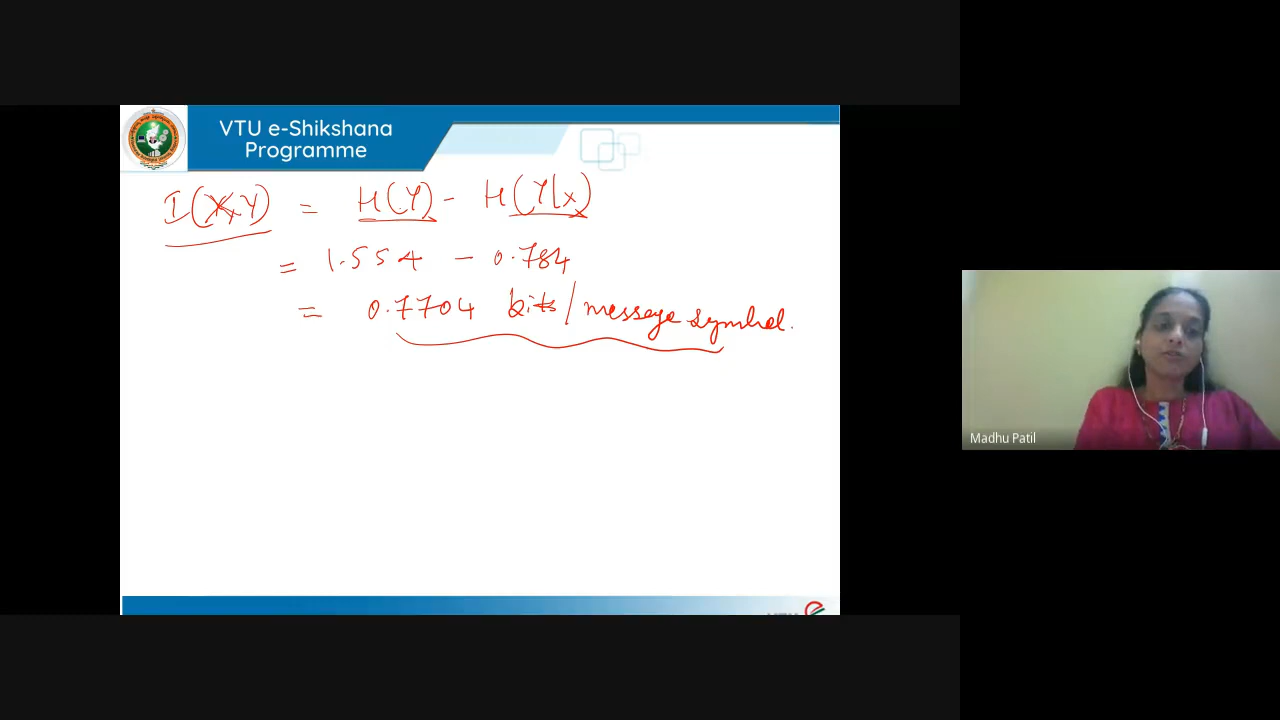 VTU e-Shikshana
Programme
I(X,Y) = H(Y) - H(Y|X)
= 1.554 - 0.784
= 0.7704 bits/message symbol.
Madhu Patil